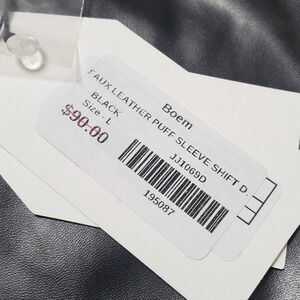 Boem
FAUX LEATHER PUFF SLEEVE SHIFT D
BLACK
Size - L
$90.00
JJ1069D
195087